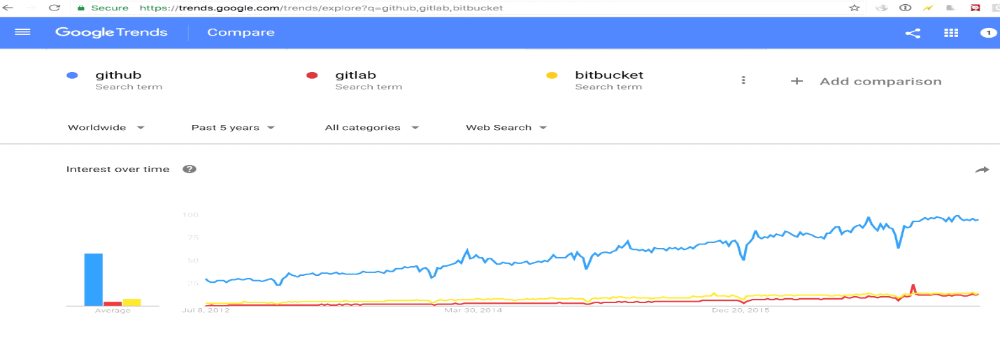 Secure https://trends.google.com/trends/explore?q=github,gitlab,bitbucket
Google Trends Compare 1
github gitlab bitbucket
Search term Search term Search term
+ Add comparison
Worldwide Past 5 years All categories Web Search
Interest over time ?
100
75
50
25
Average Jul 8, 2012 Mar 30, 2014 Dec 20, 2015